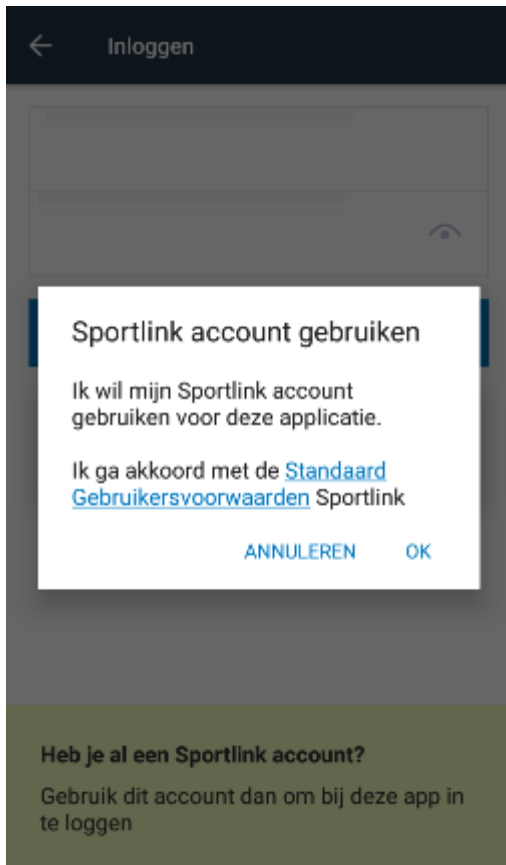 Inloggen
Sportlink account gebruiken
Ik wil mijn Sportlink account
gebruiken voor deze applicatie.
Ik ga akkoord met de Standaard
Gebruikersvoorwaarden Sportlink
ANNULEREN OK
Heb je al een Sportlink account?
Gebruik dit account dan om bij deze app in
te loggen